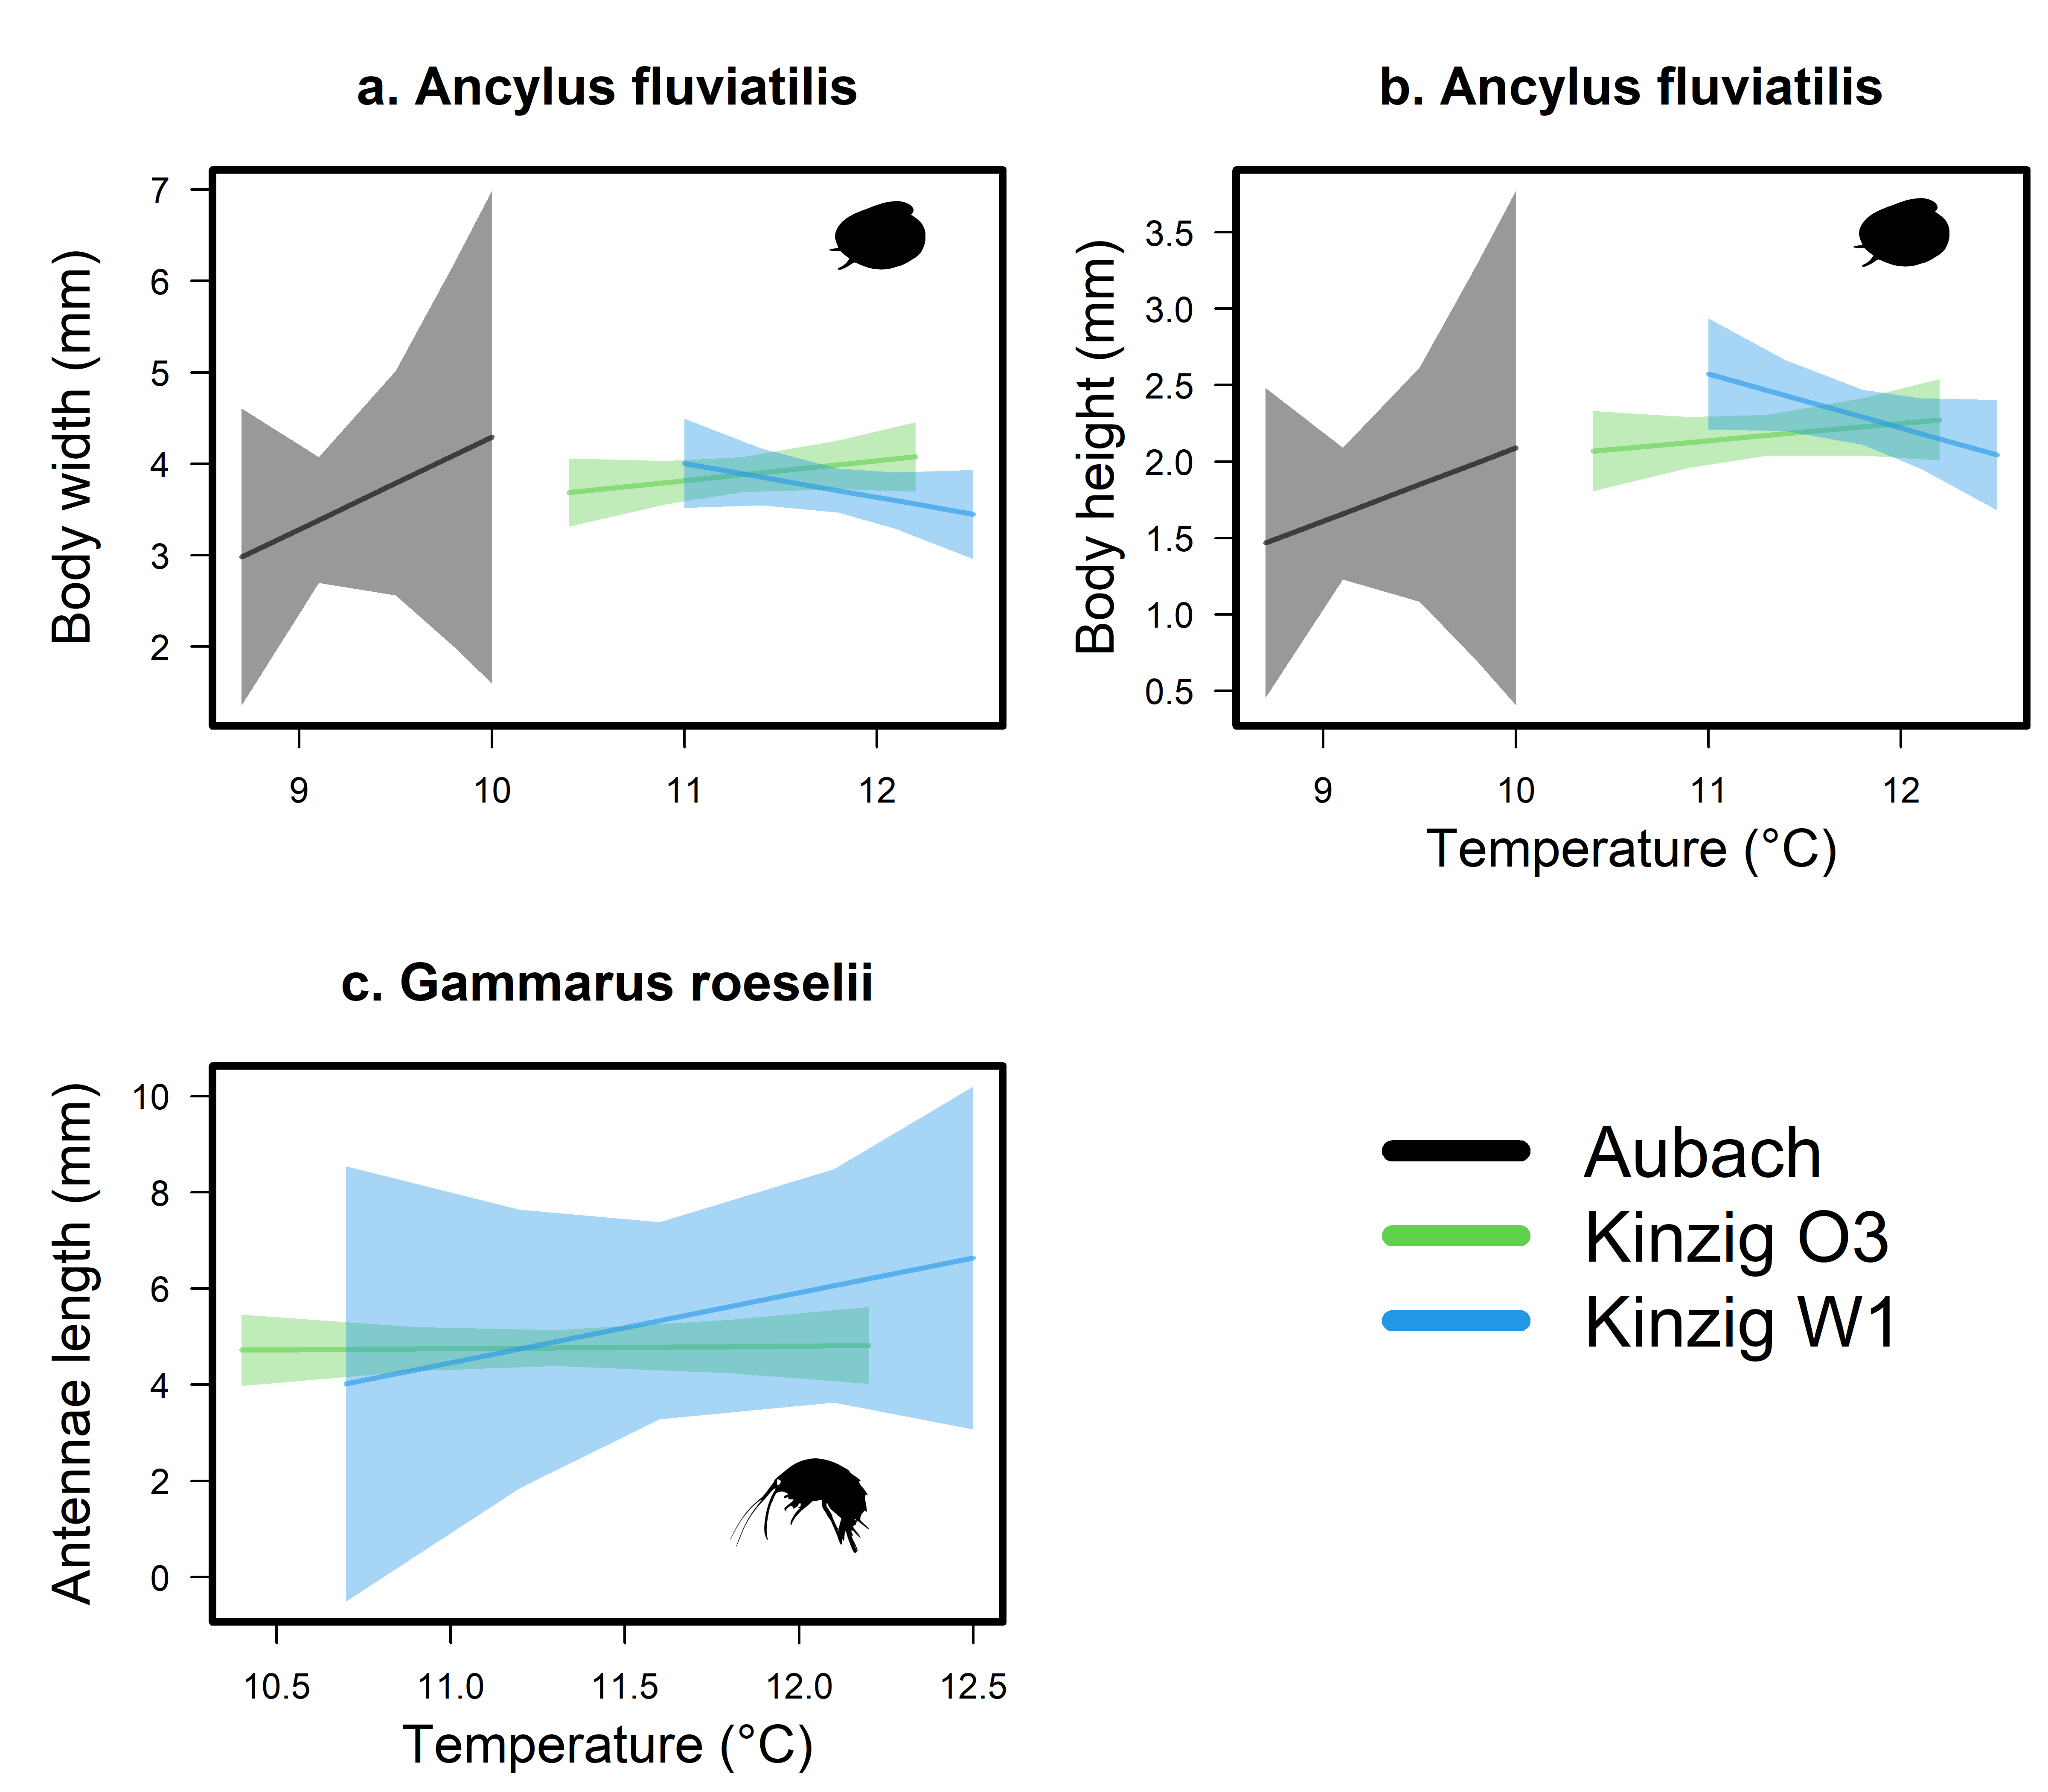 a. Ancylus fluviatilis
Body width (mm)
7
6
5
4
3
2
9 10 11 12
b. Ancylus fluviatilis
Body height (mm)
3.5
3.0
2.5
2.0
1.5
1.0
0.5
9 10 11 12
Temperature (°C)
c. Gammarus roeselii
Antennae length (mm)
10
8
6
4
2
0
10.5 11.0 11.5 12.0 12.5
Temperature (°C)
Aubach
Kinzig O3
Kinzig W1